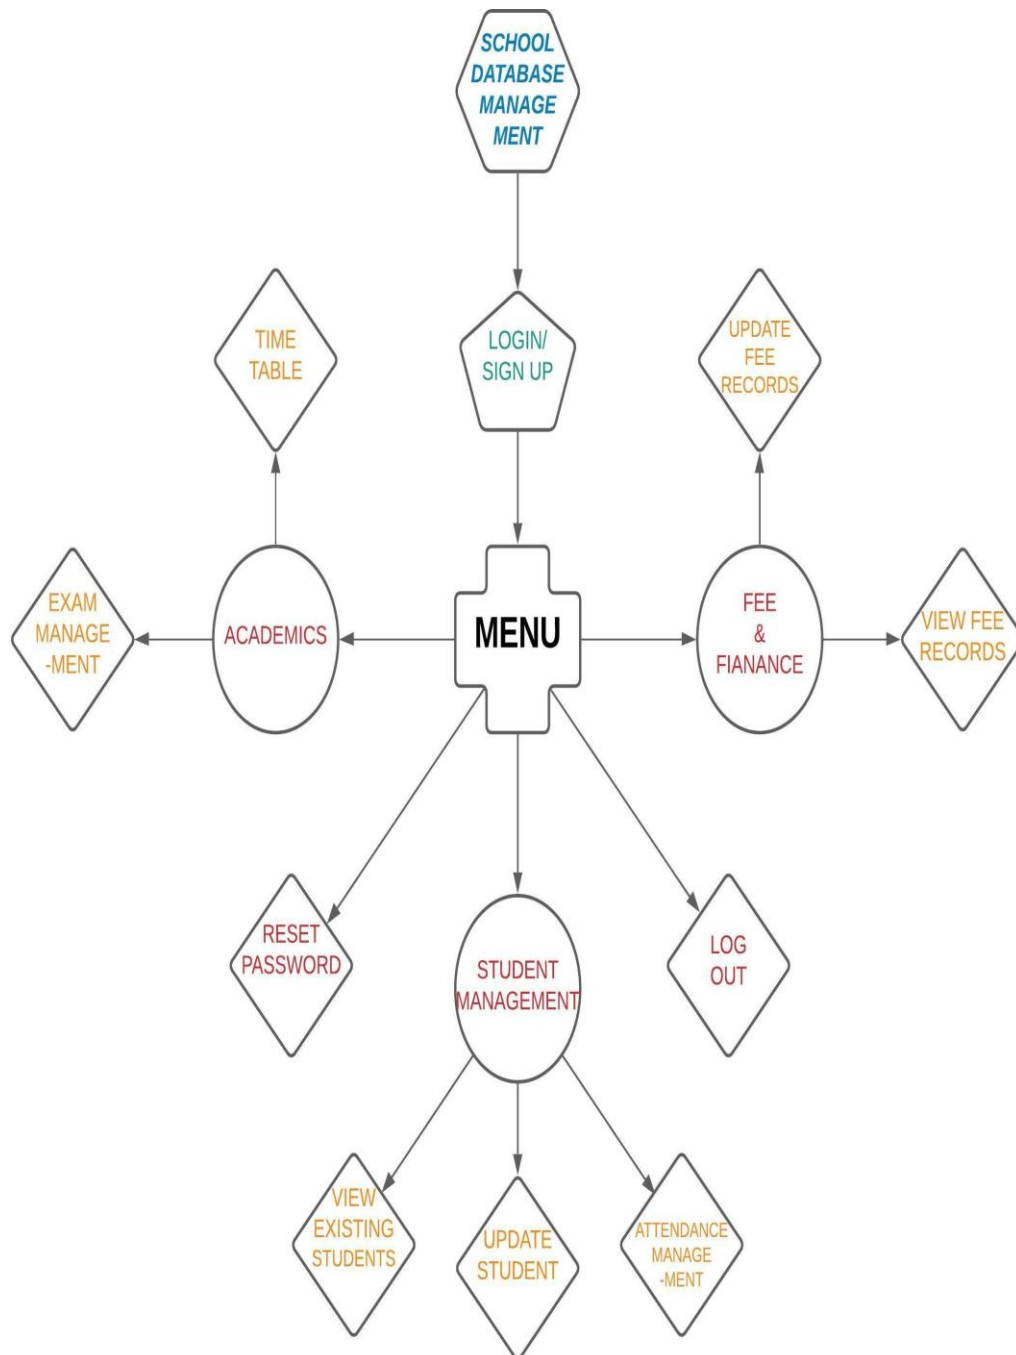 SCHOOL
DATABASE
MANAGE
MENT
TIME
TABLE
LOGIN/
SIGN UP
UPDATE
FEE
RECORDS
EXAM
MANAGE
-MENT
ACADEMICS
MENU
FEE
&
FIANANCE
VIEW FEE
RECORDS
RESET
PASSWORD
STUDENT
MANAGEMENT
LOG
OUT
VIEW
EXISTING
STUDENTS
UPDATE
STUDENT
ATTENDANCE
MANAGE
-MENT